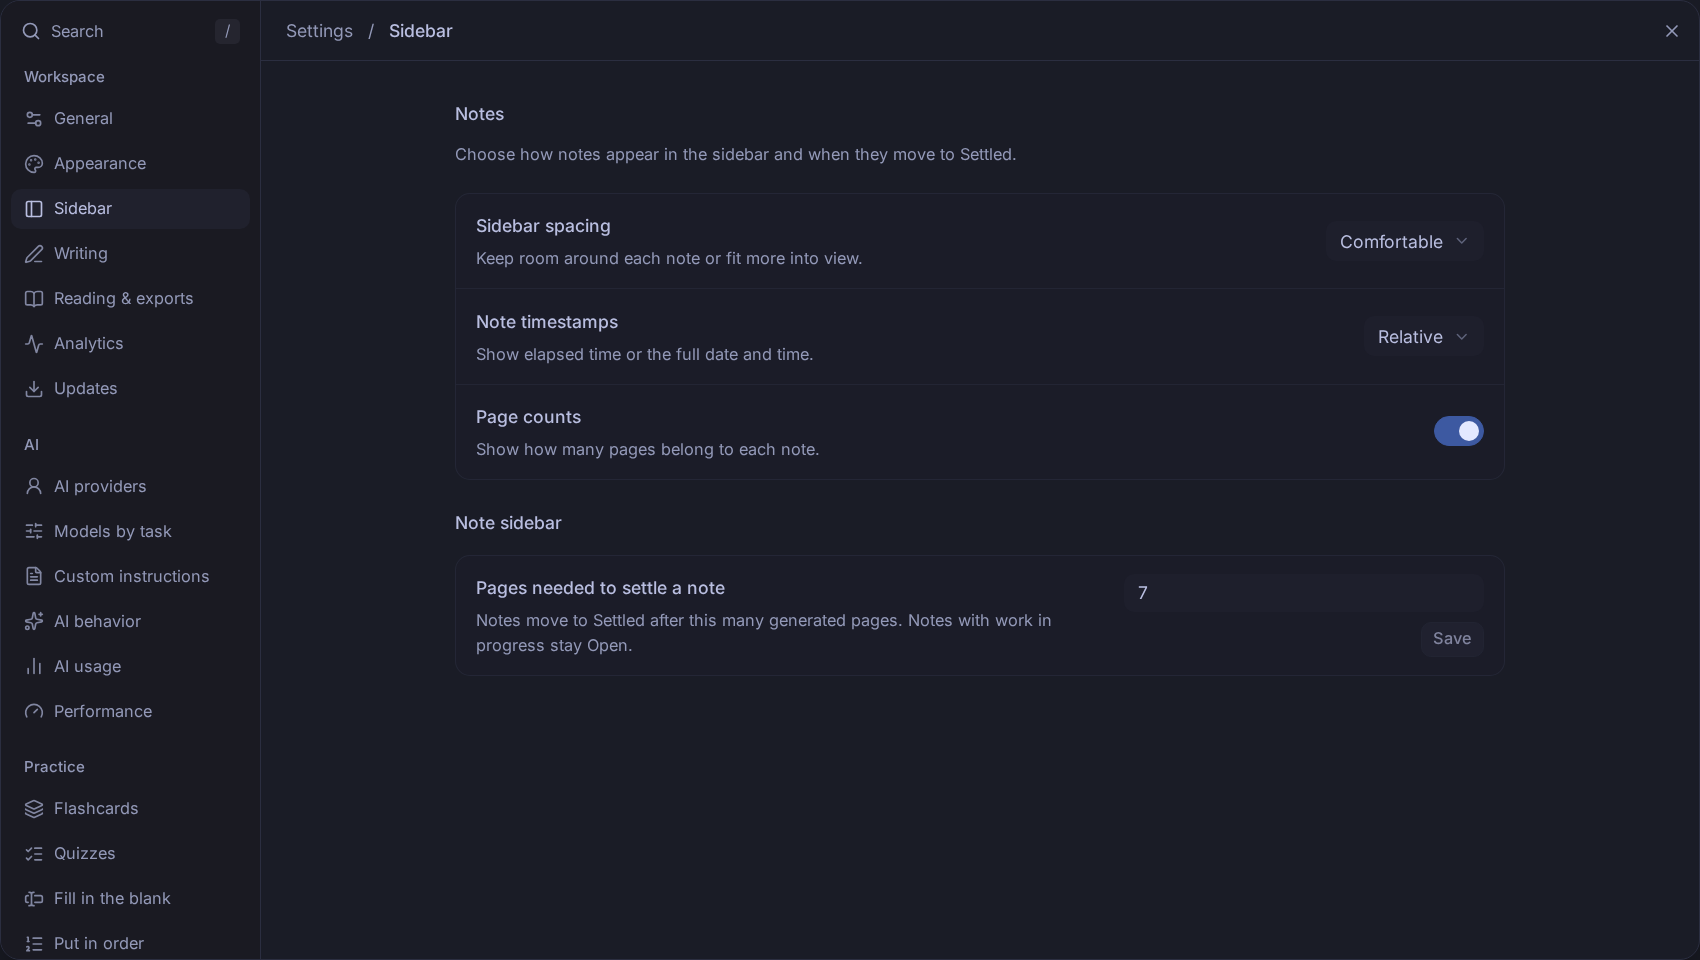 Search
/
Workspace
General
Appearance
Sidebar
Writing
Reading & exports
Analytics
Updates
AI
AI providers
Models by task
Custom instructions
AI behavior
AI usage
Performance
Practice
Flashcards
Quizzes
Fill in the blank
Put in order
Settings / Sidebar
Notes
Choose how notes appear in the sidebar and when they move to Settled.
Sidebar spacing
Keep room around each note or fit more into view.
Comfortable
Note timestamps
Show elapsed time or the full date and time.
Relative
Page counts
Show how many pages belong to each note.
Note sidebar
Pages needed to settle a note
Notes move to Settled after this many generated pages. Notes with work in
progress stay Open.
7
Save